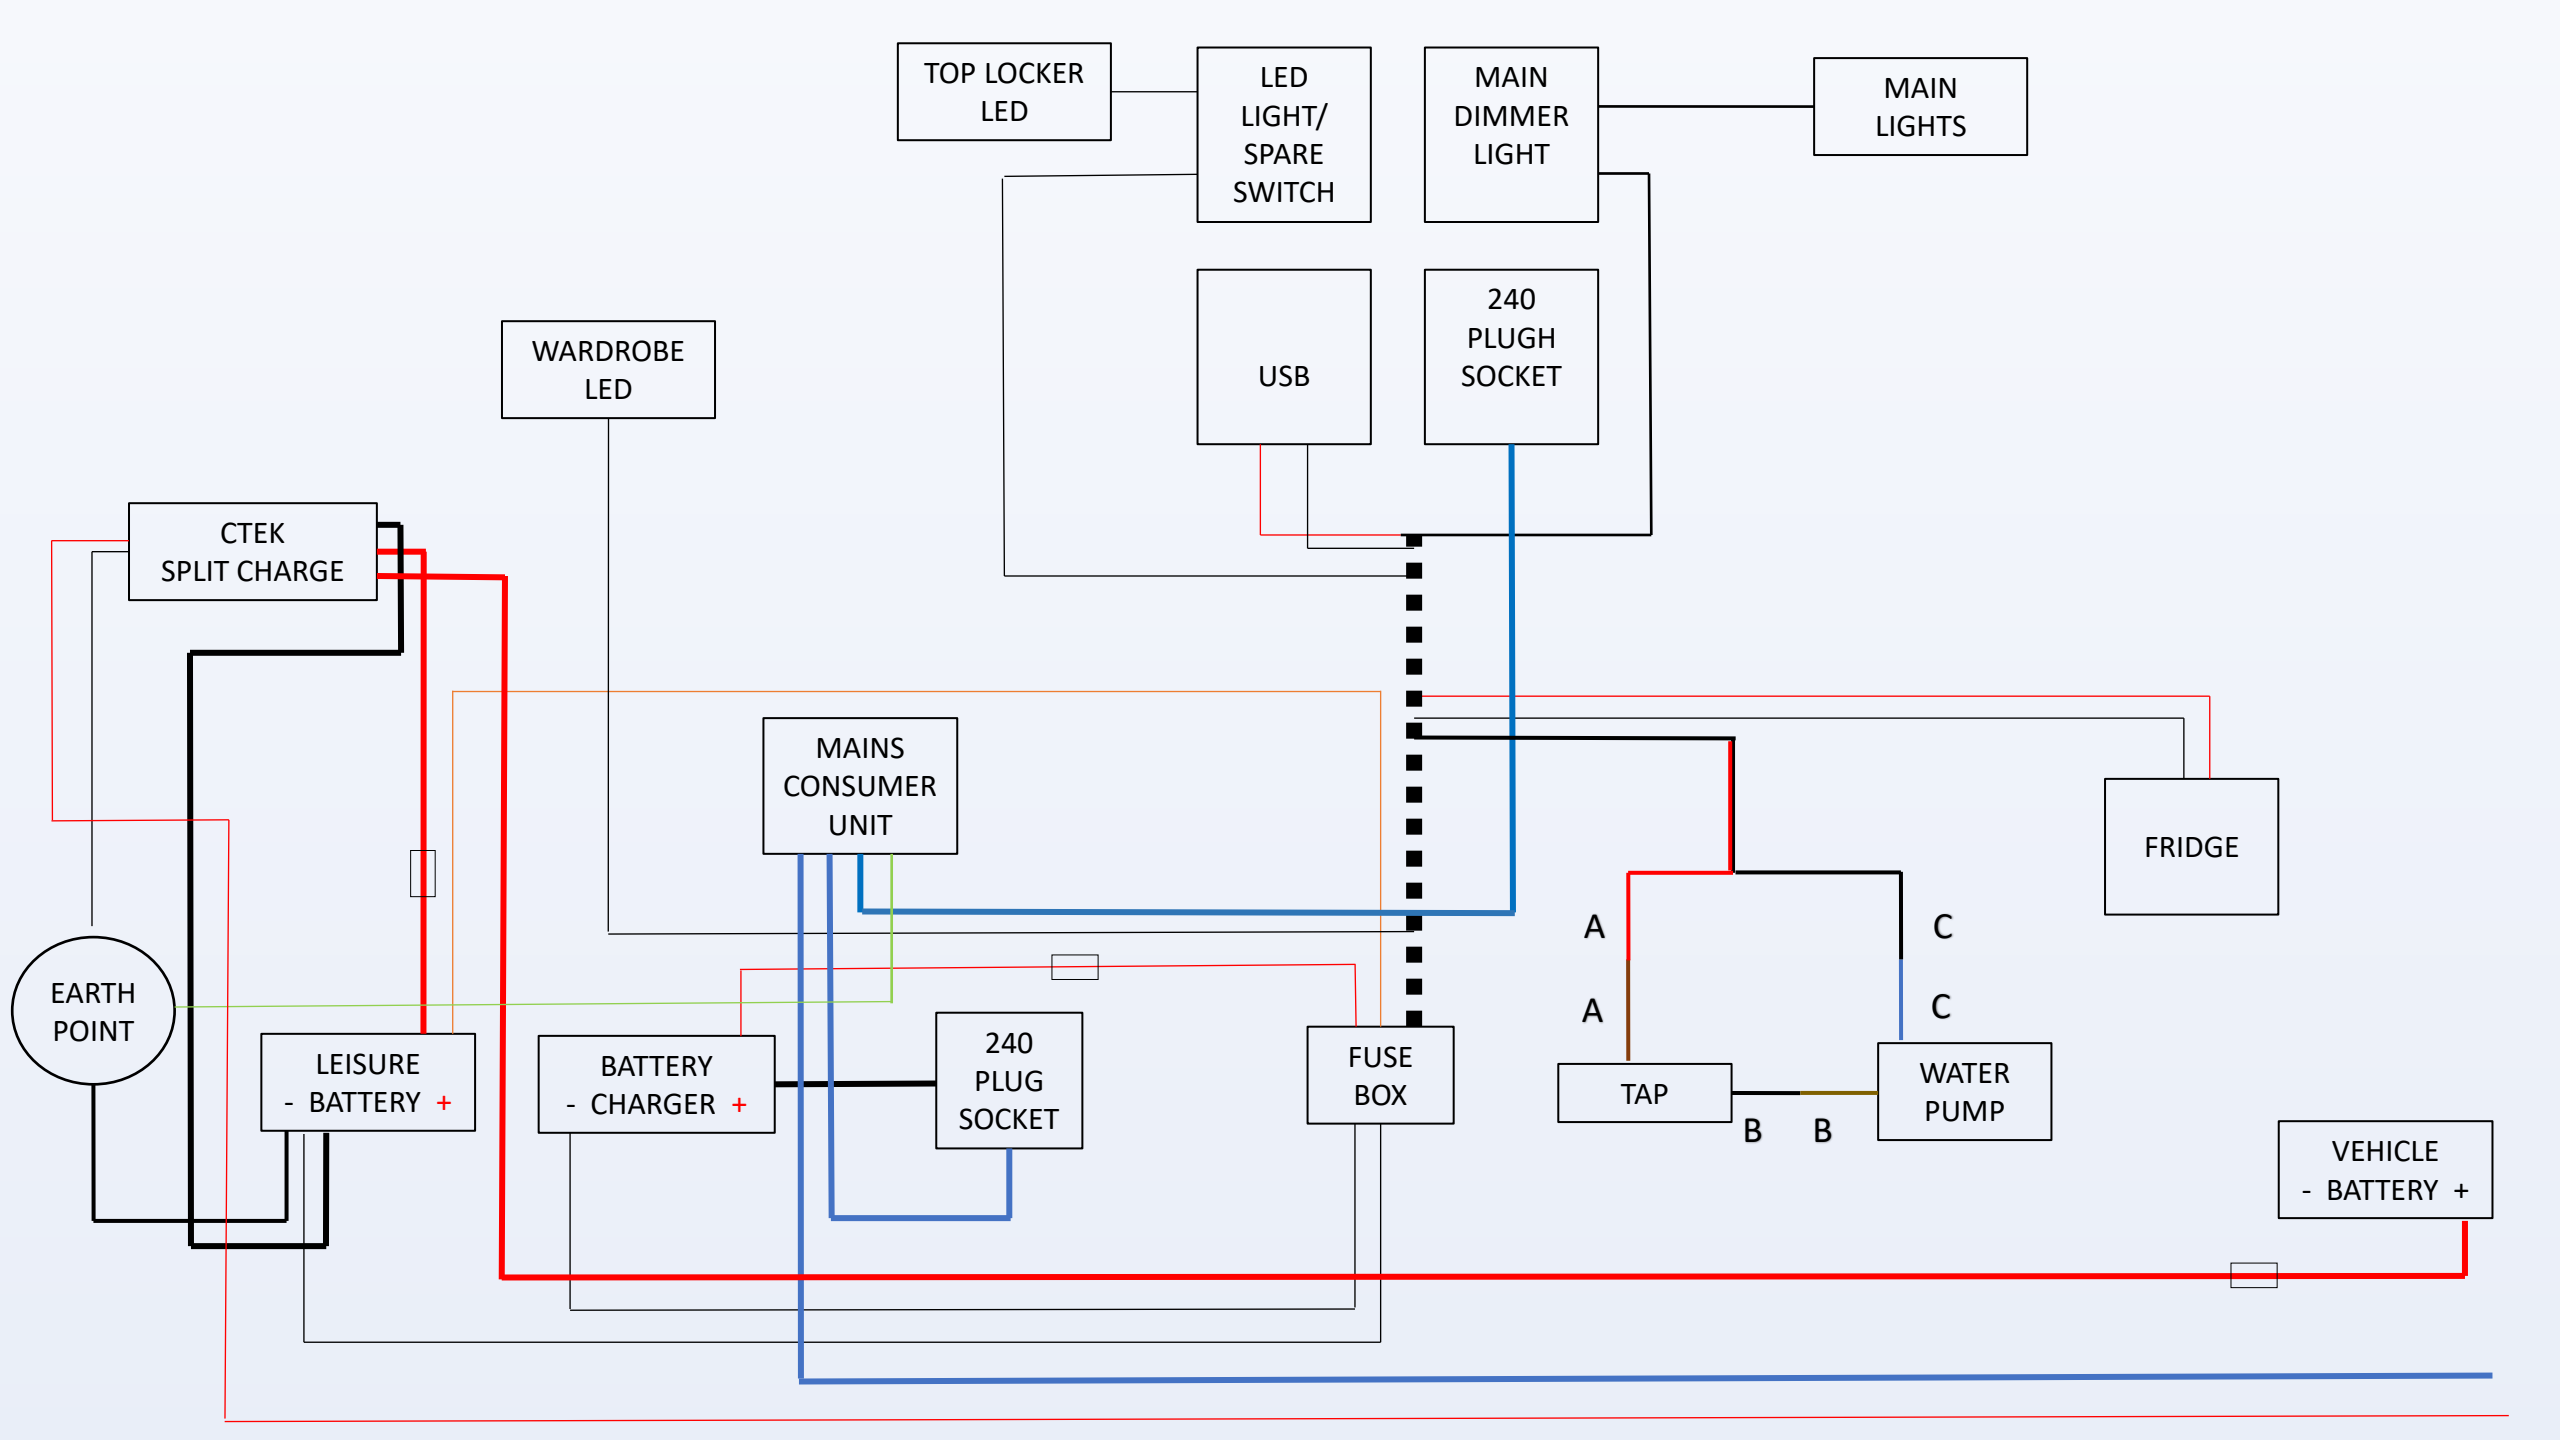 TOP LOCKER
LED
LED
LIGHT/
SPARE
SWITCH
MAIN
DIMMER
LIGHT
MAIN
LIGHTS
USB
240
PLUGH
SOCKET
WARDROBE
LED
CTEK
SPLIT CHARGE
MAINS
CONSUMER
UNIT
FRIDGE
A
C
A
C
EARTH
POINT
LEISURE
- BATTERY +
BATTERY
- CHARGER +
240
PLUG
SOCKET
FUSE
BOX
TAP
B B
WATER
PUMP
VEHICLE
- BATTERY +